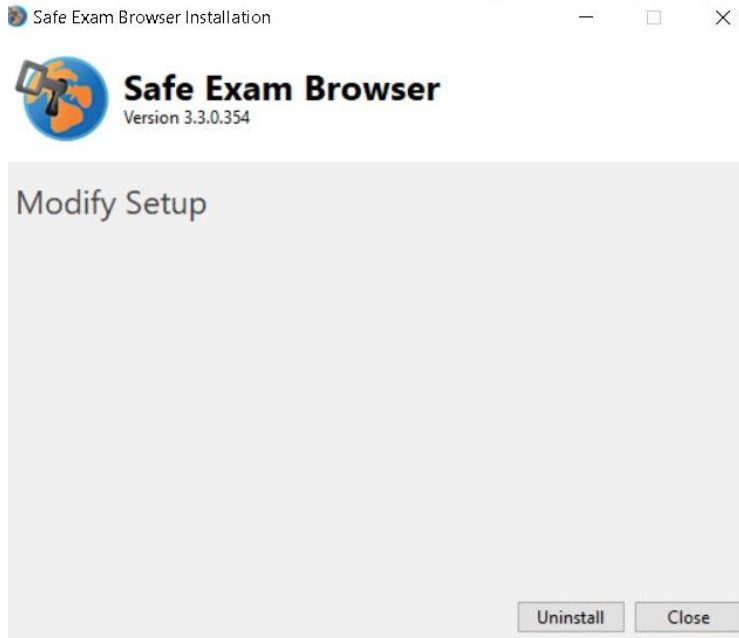 Safe Exam Browser Installation
Safe Exam Browser
Version 3.3.0.354
Modify Setup
Uninstall Close